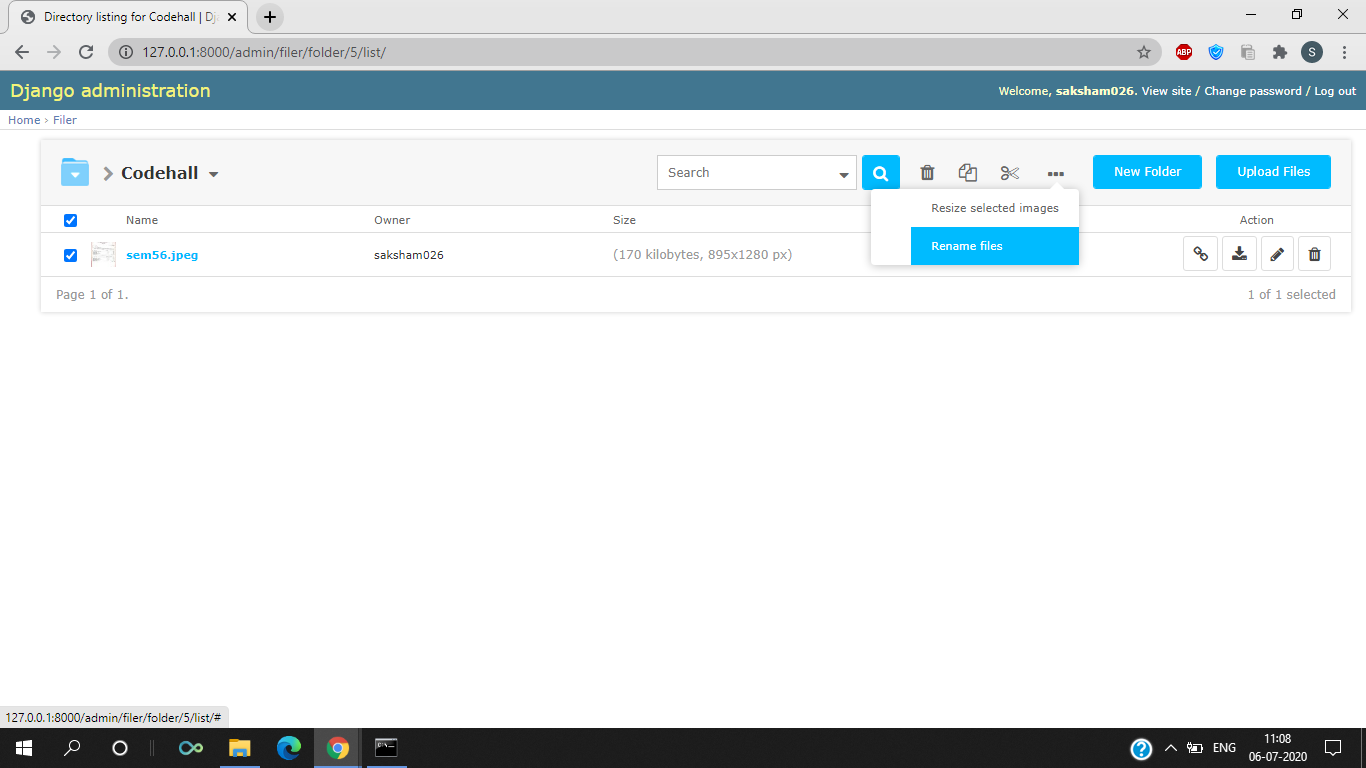 Directory listing for Codehall | Dj
127.0.0.1:8000/admin/filer/folder/5/list/
ABP
S
Django administration
Welcome, saksham026. View site / Change password / Log out
Home › Filer
Codehall
Search
New Folder
Upload Files
Resize selected images
Rename files
Name Owner Size Action
sem56.jpeg saksham026 (170 kilobytes, 895x1280 px)
Page 1 of 1. 1 of 1 selected
127.0.0.1:8000/admin/filer/folder/5/list/#
ENG
11:08
06-07-2020